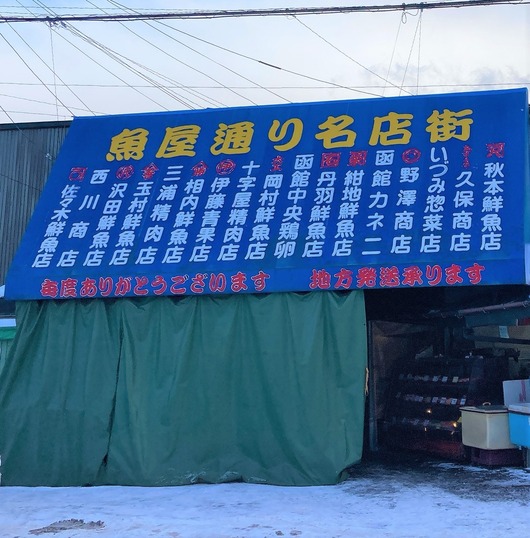 魚屋通り名店街
秋本鮮魚店
久保商店
いづみ惣菜店
野澤商店
函館カネニ
紺地鮮魚店
丹羽鮮魚店
函館中央鶏卵
岡村鮮魚店
十字屋精肉店
伊藤青果店
相内鮮魚店
三浦精肉店
玉村鮮魚店
沢田鮮魚店
西川商店
佐々木鮮魚店
毎度ありがとうございます
地方発送承ります